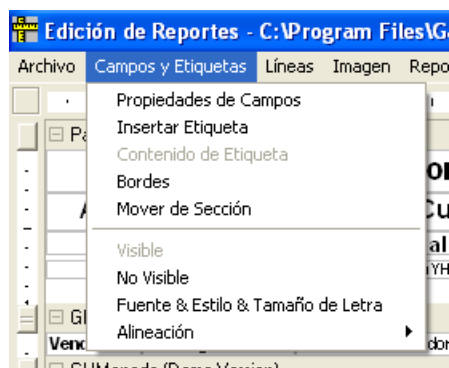 Edición de Reportes - C:\Program Files\G
Archivo Campos y Etiquetas Líneas Imagen Repo
Propiedades de Campos
Insertar Etiqueta
Contenido de Etiqueta
Bordes
Mover de Sección
Visible
No Visible
Fuente & Estilo & Tamaño de Letra
Alineación